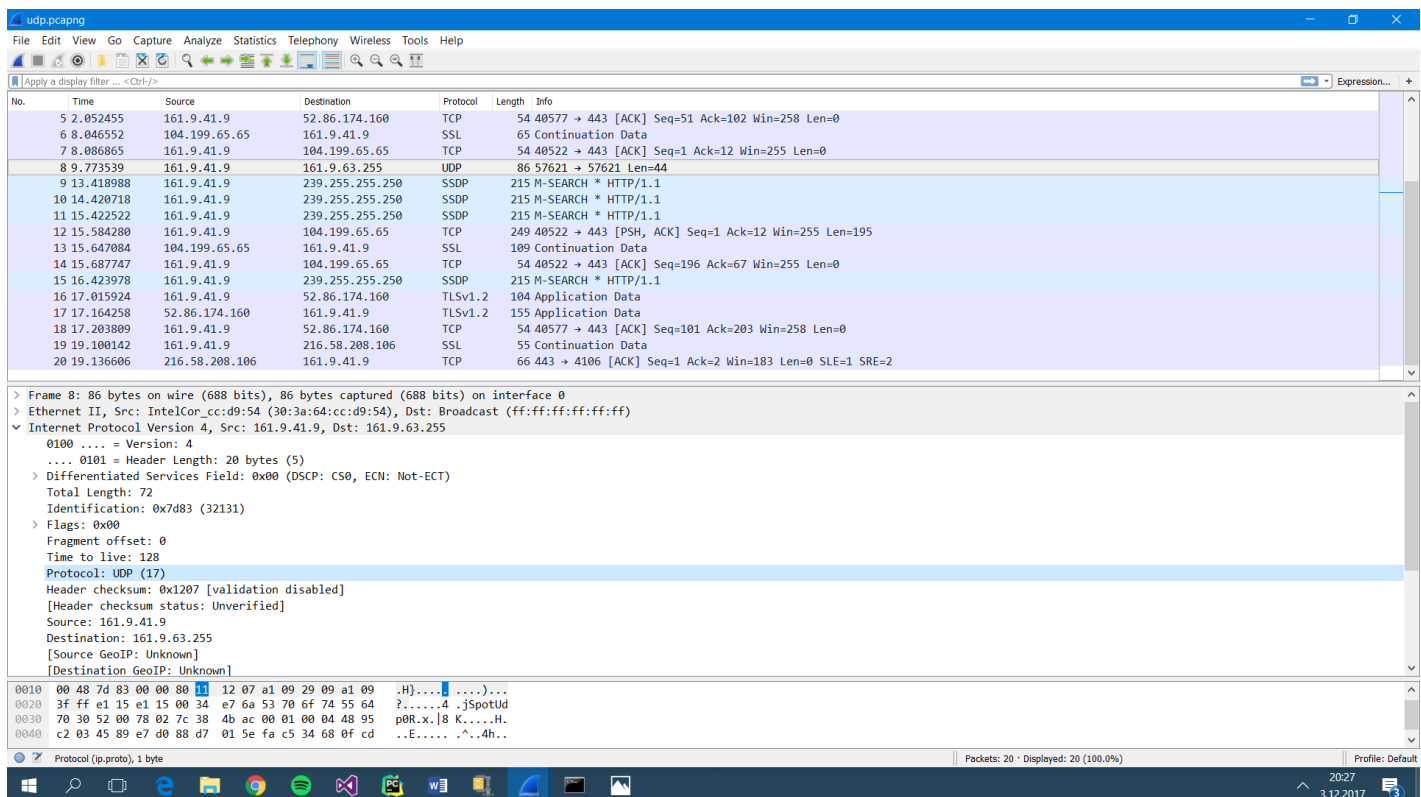 udp.pcapng
File Edit View Go Capture Analyze Statistics Telephony Wireless Tools Help
Apply a display filter ... <Ctrl-/> Expression... +
No. Time Source Destination Protocol Length Info
5 2.052455 161.9.41.9 52.86.174.160 TCP 54 40577 → 443 [ACK] Seq=51 Ack=102 Win=258 Len=0
6 8.046552 104.199.65.65 161.9.41.9 SSL 65 Continuation Data
7 8.086865 161.9.41.9 104.199.65.65 TCP 54 40522 → 443 [ACK] Seq=1 Ack=12 Win=255 Len=0
8 9.773539 161.9.41.9 161.9.63.255 UDP 86 57621 → 57621 Len=44
9 13.418988 161.9.41.9 239.255.255.250 SSDP 215 M-SEARCH * HTTP/1.1
10 14.420718 161.9.41.9 239.255.255.250 SSDP 215 M-SEARCH * HTTP/1.1
11 15.422522 161.9.41.9 239.255.255.250 SSDP 215 M-SEARCH * HTTP/1.1
12 15.584280 161.9.41.9 104.199.65.65 TCP 249 40522 → 443 [PSH, ACK] Seq=1 Ack=12 Win=255 Len=195
13 15.647084 104.199.65.65 161.9.41.9 SSL 109 Continuation Data
14 15.687747 161.9.41.9 104.199.65.65 TCP 54 40522 → 443 [ACK] Seq=196 Ack=67 Win=255 Len=0
15 16.423978 161.9.41.9 239.255.255.250 SSDP 215 M-SEARCH * HTTP/1.1
16 17.015924 161.9.41.9 52.86.174.160 TLSv1.2 104 Application Data
17 17.164258 52.86.174.160 161.9.41.9 TLSv1.2 155 Application Data
18 17.203809 161.9.41.9 52.86.174.160 TCP 54 40577 → 443 [ACK] Seq=101 Ack=203 Win=258 Len=0
19 19.100142 161.9.41.9 216.58.208.106 SSL 55 Continuation Data
20 19.136606 216.58.208.106 161.9.41.9 TCP 66 443 → 4106 [ACK] Seq=1 Ack=2 Win=183 Len=0 SLE=1 SRE=2
> Frame 8: 86 bytes on wire (688 bits), 86 bytes captured (688 bits) on interface 0
> Ethernet II, Src: IntelCor_cc:d9:54 (30:3a:64:cc:d9:54), Dst: Broadcast (ff:ff:ff:ff:ff:ff)
Internet Protocol Version 4, Src: 161.9.41.9, Dst: 161.9.63.255
0100 .... = Version: 4
.... 0101 = Header Length: 20 bytes (5)
> Differentiated Services Field: 0x00 (DSCP: CS0, ECN: Not-ECT)
Total Length: 72
Identification: 0x7d83 (32131)
> Flags: 0x00
Fragment offset: 0
Time to live: 128
Protocol: UDP (17)
Header checksum: 0x1207 [validation disabled]
[Header checksum status: Unverified]
Source: 161.9.41.9
Destination: 161.9.63.255
[Source GeoIP: Unknown]
[Destination GeoIP: Unknown]
0010 00 48 7d 83 00 00 80 11 12 07 a1 09 29 09 a1 09 .H}..... ....)...
0020 3f ff e1 15 e1 15 00 34 e7 6a 53 70 6f 74 55 64 ?......4 .jSpotUd
0030 70 30 52 00 78 02 7c 38 4b ac 00 01 00 04 48 95 p0R.x.|8 K.....H.
0040 c2 03 45 89 e7 d0 88 d7 01 5e fa c5 34 68 0f cd ..E..... .^..4h..
Protocol (ip.proto), 1 byte Packets: 20 · Displayed: 20 (100.0%) Profile: Default
20:27
3.12.2017
3